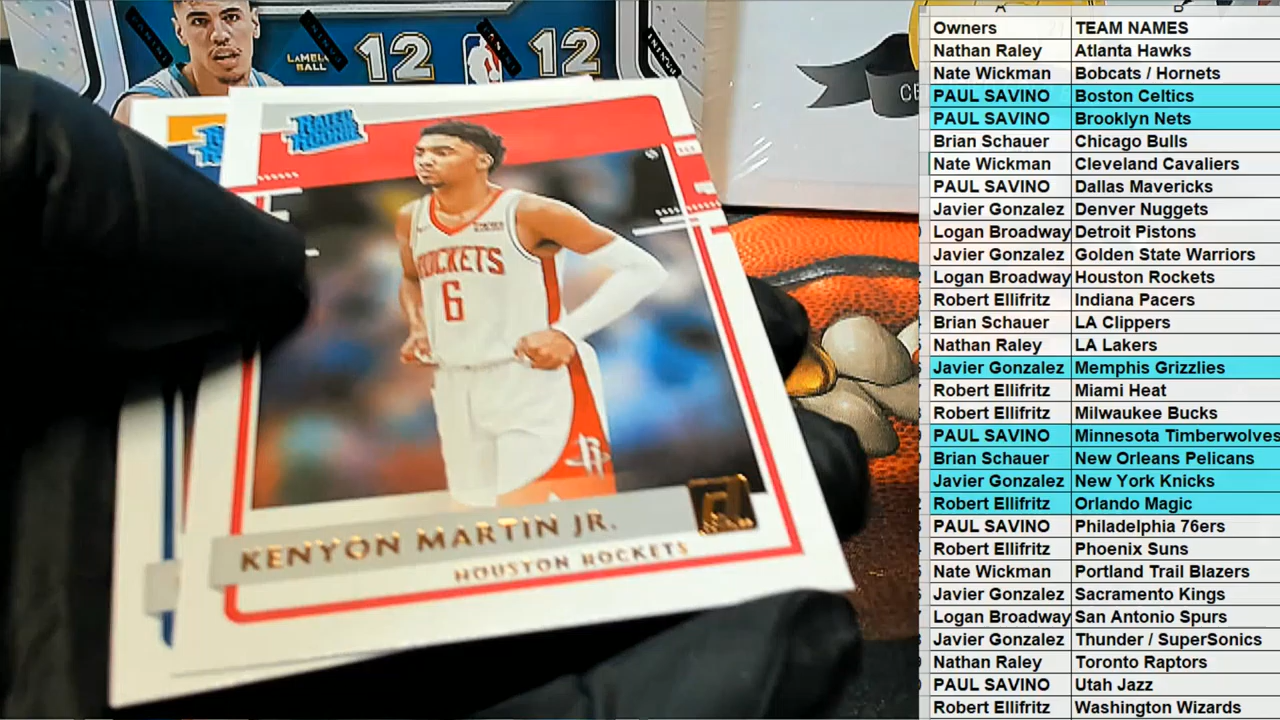 LAMELO
BALL
12
12
PANINI
RATED
ROOKIE
ROCKETS
6
KENYON MARTIN JR.
HOUSTON ROCKETS
CE
A B
Owners TEAM NAMES
Nathan Raley Atlanta Hawks
Nate Wickman Bobcats / Hornets
PAUL SAVINO Boston Celtics
PAUL SAVINO Brooklyn Nets
Brian Schauer Chicago Bulls
Nate Wickman Cleveland Cavaliers
PAUL SAVINO Dallas Mavericks
Javier Gonzalez Denver Nuggets
Logan Broadway Detroit Pistons
Javier Gonzalez Golden State Warriors
Logan Broadway Houston Rockets
Robert Ellifritz Indiana Pacers
Brian Schauer LA Clippers
Nathan Raley LA Lakers
Javier Gonzalez Memphis Grizzlies
Robert Ellifritz Miami Heat
Robert Ellifritz Milwaukee Bucks
PAUL SAVINO Minnesota Timberwolves
Brian Schauer New Orleans Pelicans
Javier Gonzalez New York Knicks
Robert Ellifritz Orlando Magic
PAUL SAVINO Philadelphia 76ers
Robert Ellifritz Phoenix Suns
Nate Wickman Portland Trail Blazers
Javier Gonzalez Sacramento Kings
Logan Broadway San Antonio Spurs
Javier Gonzalez Thunder / SuperSonics
Nathan Raley Toronto Raptors
PAUL SAVINO Utah Jazz
Robert Ellifritz Washington Wizards